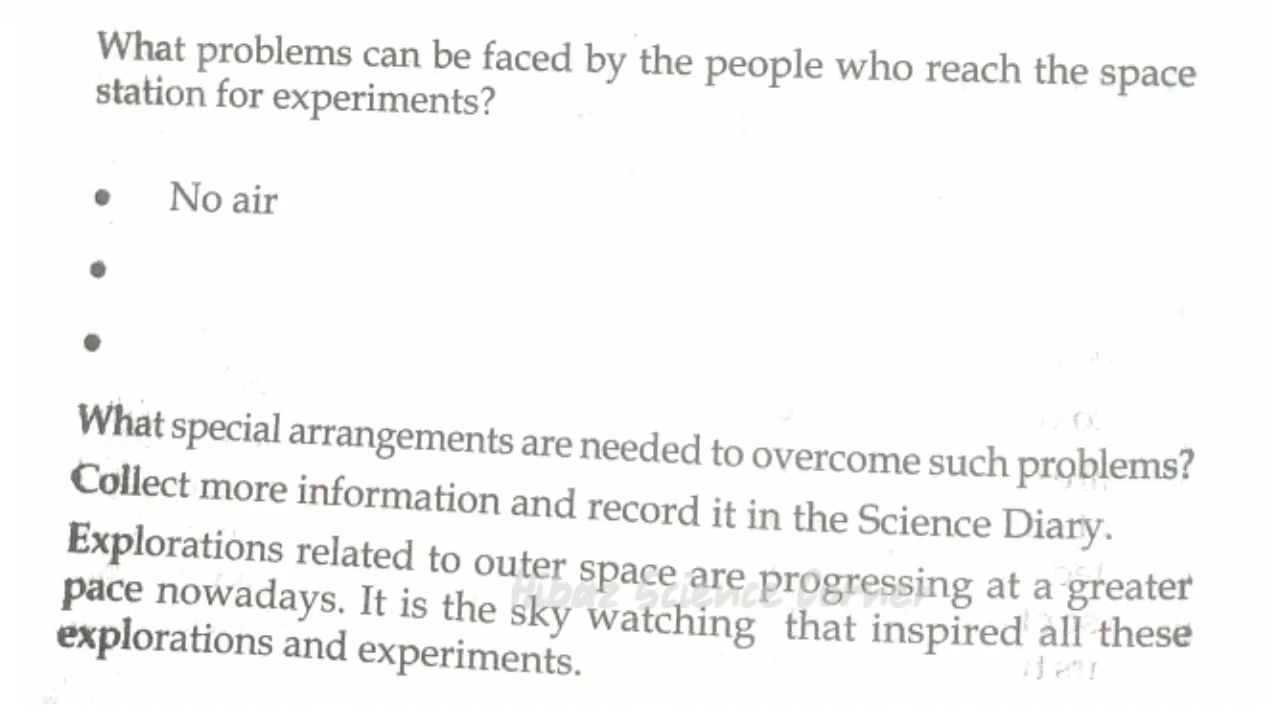 What problems can be faced by the people who reach the space
station for experiments?
• No air
•
•
What special arrangements are needed to overcome such problems?
Collect more information and record it in the Science Diary.
Explorations related to outer space are progressing at a greater
pace nowadays. It is the sky watching that inspired all these
explorations and experiments.
Hibaz Science Corner